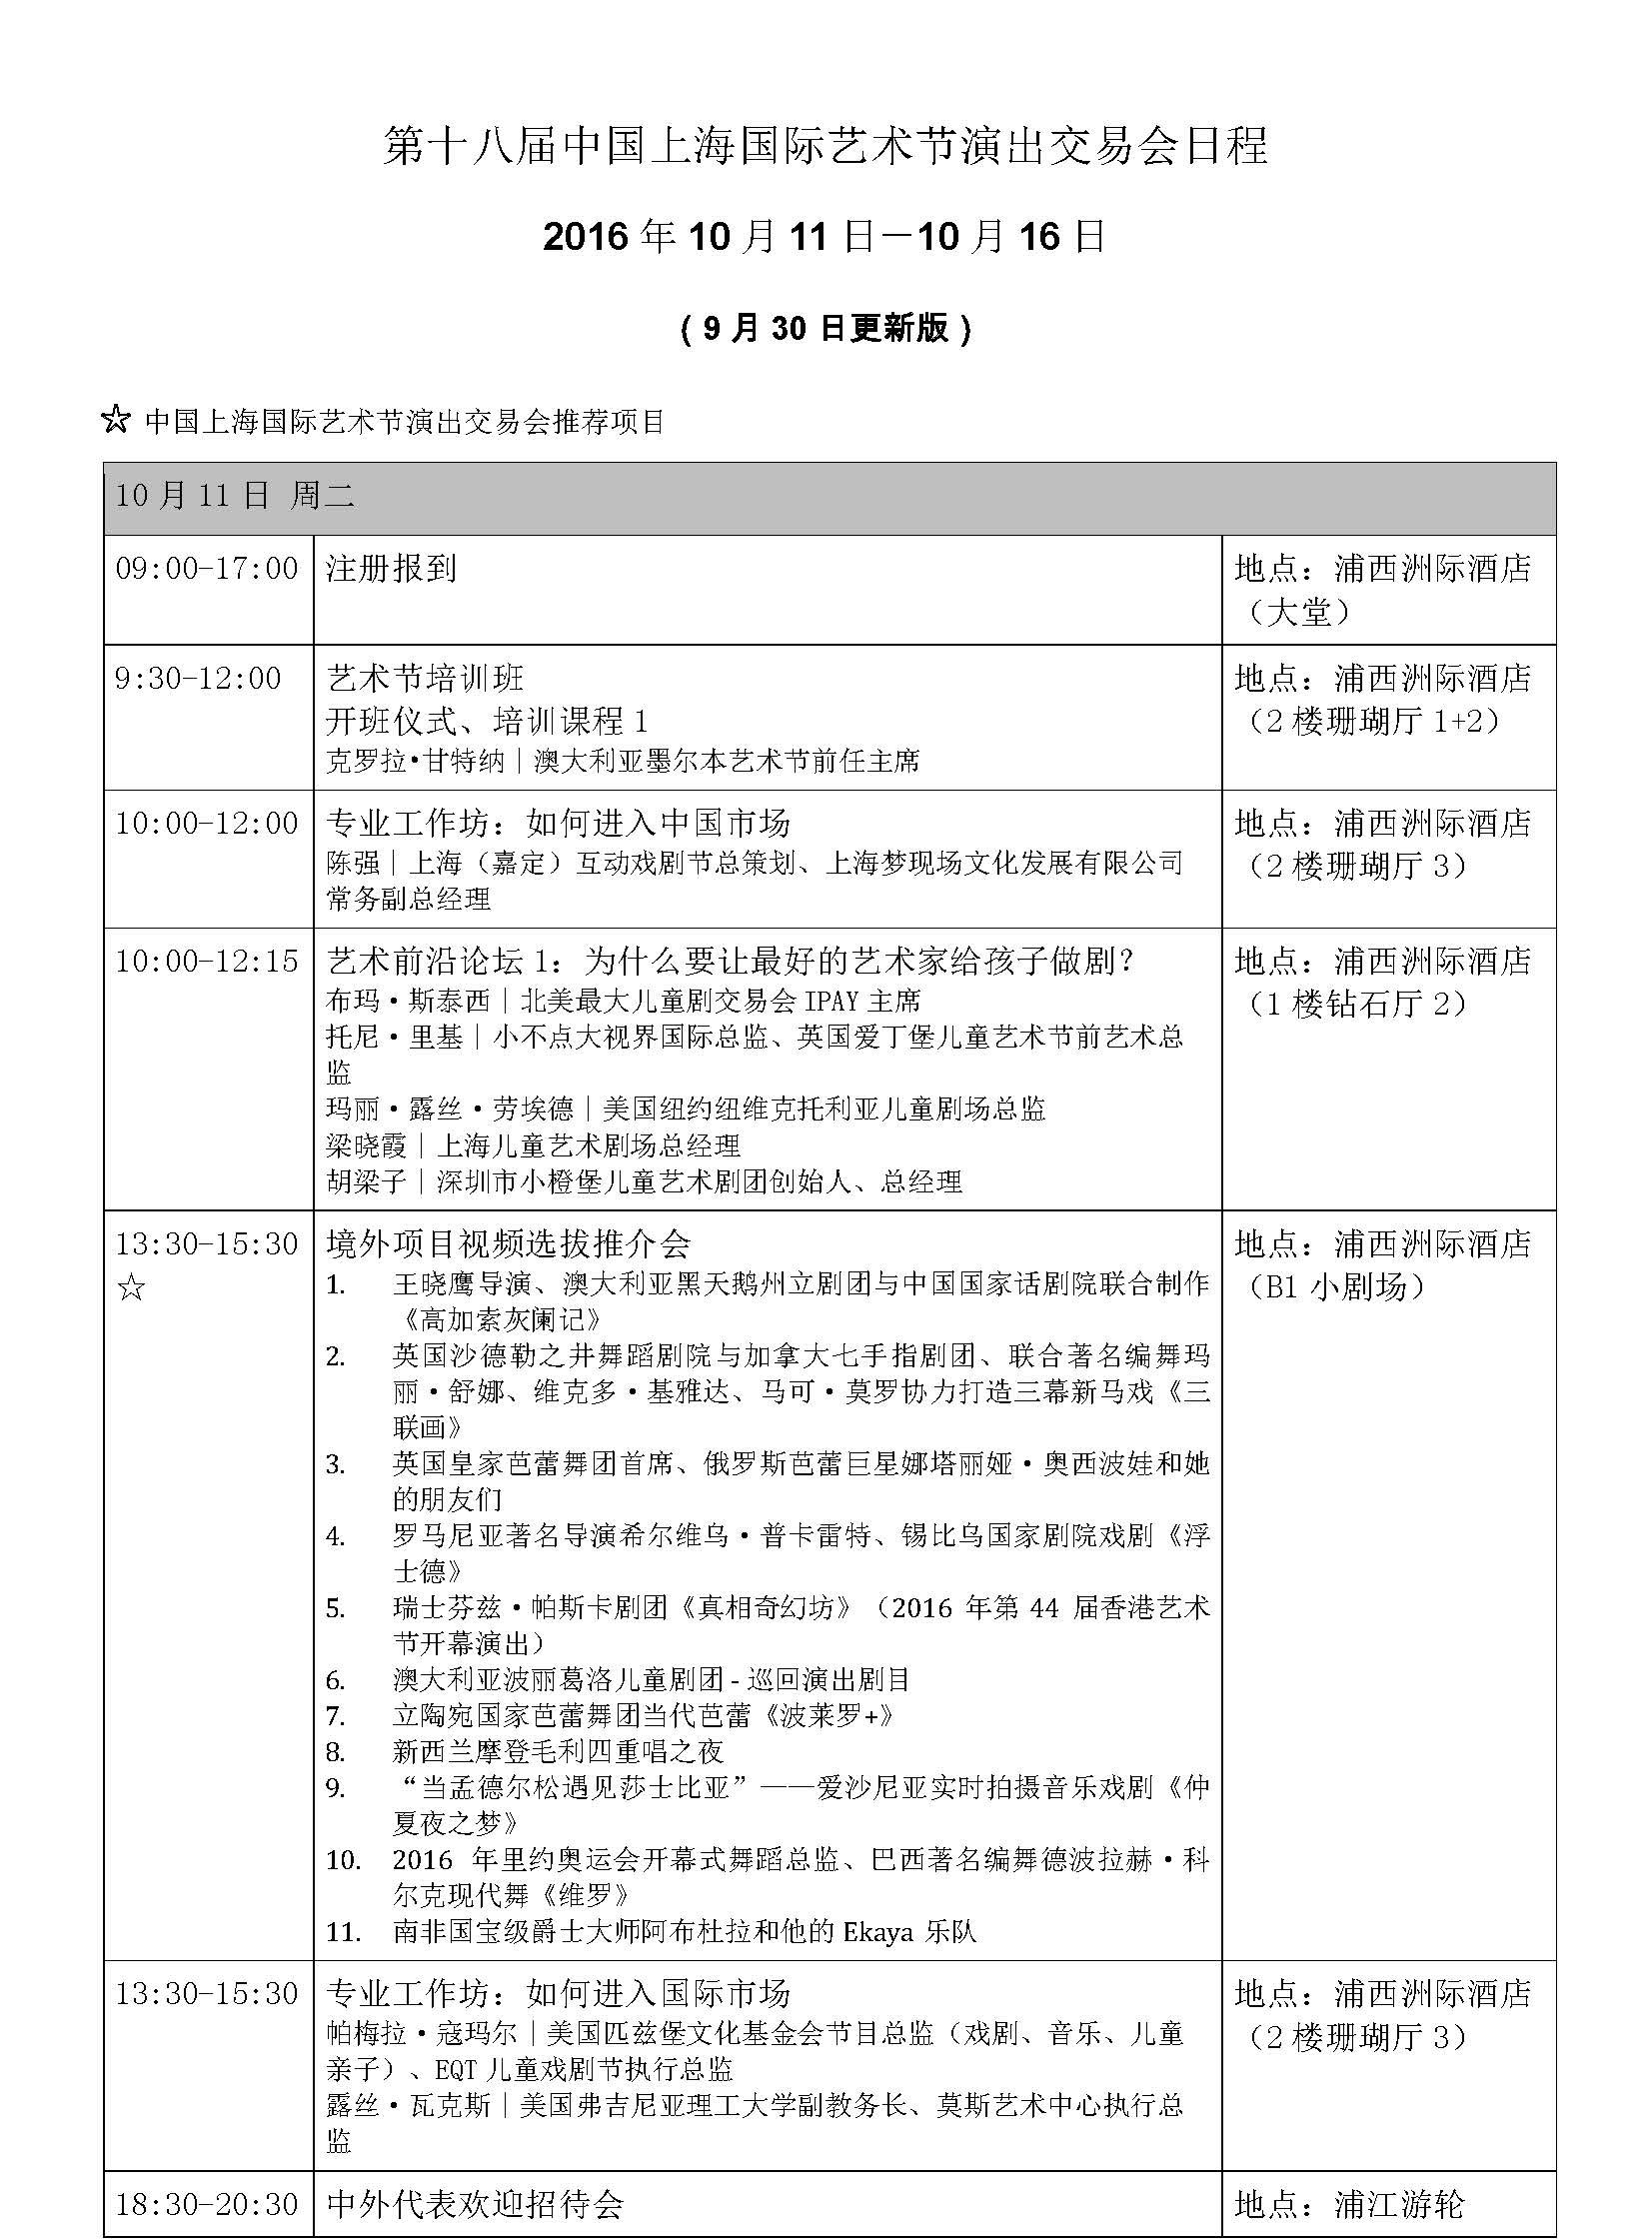 第十八届中国上海国际艺术节演出交易会日程
2016 年 10 月 11 日－10 月 16 日
（9 月 30 日更新版）
☆ 中国上海国际艺术节演出交易会推荐项目
10 月 11 日 周二
09:00-17:00 注册报到 地点：浦西洲际酒店
（大堂）
9:30-12:00 艺术节培训班 地点：浦西洲际酒店
开班仪式、培训课程 1 （2 楼珊瑚厅 1+2）
克罗拉•甘特纳｜澳大利亚墨尔本艺术节前任主席
10:00-12:00 专业工作坊：如何进入中国市场 地点：浦西洲际酒店
陈强｜上海（嘉定）互动戏剧节总策划、上海梦现场文化发展有限公司 （2 楼珊瑚厅 3）
常务副总经理
10:00-12:15 艺术前沿论坛 1：为什么要让最好的艺术家给孩子做剧？ 地点：浦西洲际酒店
布玛·斯泰西｜北美最大儿童剧交易会 IPAY 主席 （1 楼钻石厅 2）
托尼·里基｜小不点大视界国际总监、英国爱丁堡儿童艺术节前艺术总
监
玛丽·露丝·劳埃德｜美国纽约纽维克托利亚儿童剧场总监
梁晓霞｜上海儿童艺术剧场总经理
胡梁子｜深圳市小橙堡儿童艺术剧团创始人、总经理
13:30-15:30 境外项目视频选拔推介会 地点：浦西洲际酒店
☆ 1. 王晓鹰导演、澳大利亚黑天鹅州立剧团与中国国家话剧院联合制作 （B1 小剧场）
《高加索灰阑记》
2. 英国沙德勒之井舞蹈剧院与加拿大七手指剧团、联合著名编舞玛
丽·舒娜、维克多·基雅达、马可·莫罗协力打造三幕新马戏《三
联画》
3. 英国皇家芭蕾舞团首席、俄罗斯芭蕾巨星娜塔丽娅·奥西波娃和她
的朋友们
4. 罗马尼亚著名导演希尔维乌·普卡雷特、锡比乌国家剧院戏剧《浮
士德》
5. 瑞士芬兹·帕斯卡剧团《真相奇幻坊》（2016 年第 44 届香港艺术
节开幕演出）
6. 澳大利亚波丽葛洛儿童剧团 - 巡回演出剧目
7. 立陶宛国家芭蕾舞团当代芭蕾《波莱罗+》
8. 新西兰摩登毛利四重唱之夜
9. “当孟德尔松遇见莎士比亚”——爱沙尼亚实时拍摄音乐戏剧《仲
夏夜之梦》
10. 2016 年里约奥运会开幕式舞蹈总监、巴西著名编舞德波拉赫·科
尔克现代舞《维罗》
11. 南非国宝级爵士大师阿布杜拉和他的 Ekaya 乐队
13:30-15:30 专业工作坊：如何进入国际市场 地点：浦西洲际酒店
帕梅拉·寇玛尔｜美国匹兹堡文化基金会节目总监（戏剧、音乐、儿童 （2 楼珊瑚厅 3）
亲子）、EQT 儿童戏剧节执行总监
露丝·瓦克斯｜美国弗吉尼亚理工大学副教务长、莫斯艺术中心执行总
监
18:30-20:30 中外代表欢迎招待会 地点：浦江游轮